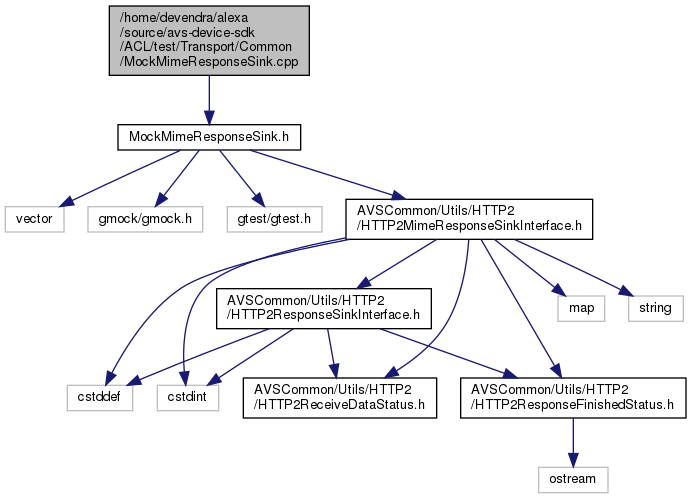 /home/devendra/alexa
/source/avs-device-sdk
/ACL/test/Transport/Common
/MockMimeResponseSink.cpp
MockMimeResponseSink.h
vector
gmock/gmock.h
gtest/gtest.h
AVSCommon/Utils/HTTP2
/HTTP2MimeResponseSinkInterface.h
AVSCommon/Utils/HTTP2
/HTTP2ResponseSinkInterface.h
map
string
cstddef
cstdint
AVSCommon/Utils/HTTP2
/HTTP2ReceiveDataStatus.h
AVSCommon/Utils/HTTP2
/HTTP2ResponseFinishedStatus.h
ostream